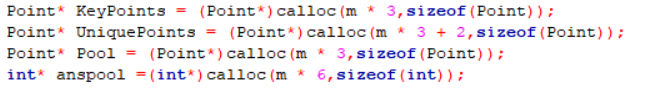 Point* KeyPoints = (Point*)calloc(m * 3,sizeof(Point));
Point* UniquePoints = (Point*)calloc(m * 3 + 2,sizeof(Point));
Point* Pool = (Point*)calloc(m * 3,sizeof(Point));
int* anspool =(int*)calloc(m * 6,sizeof(int));